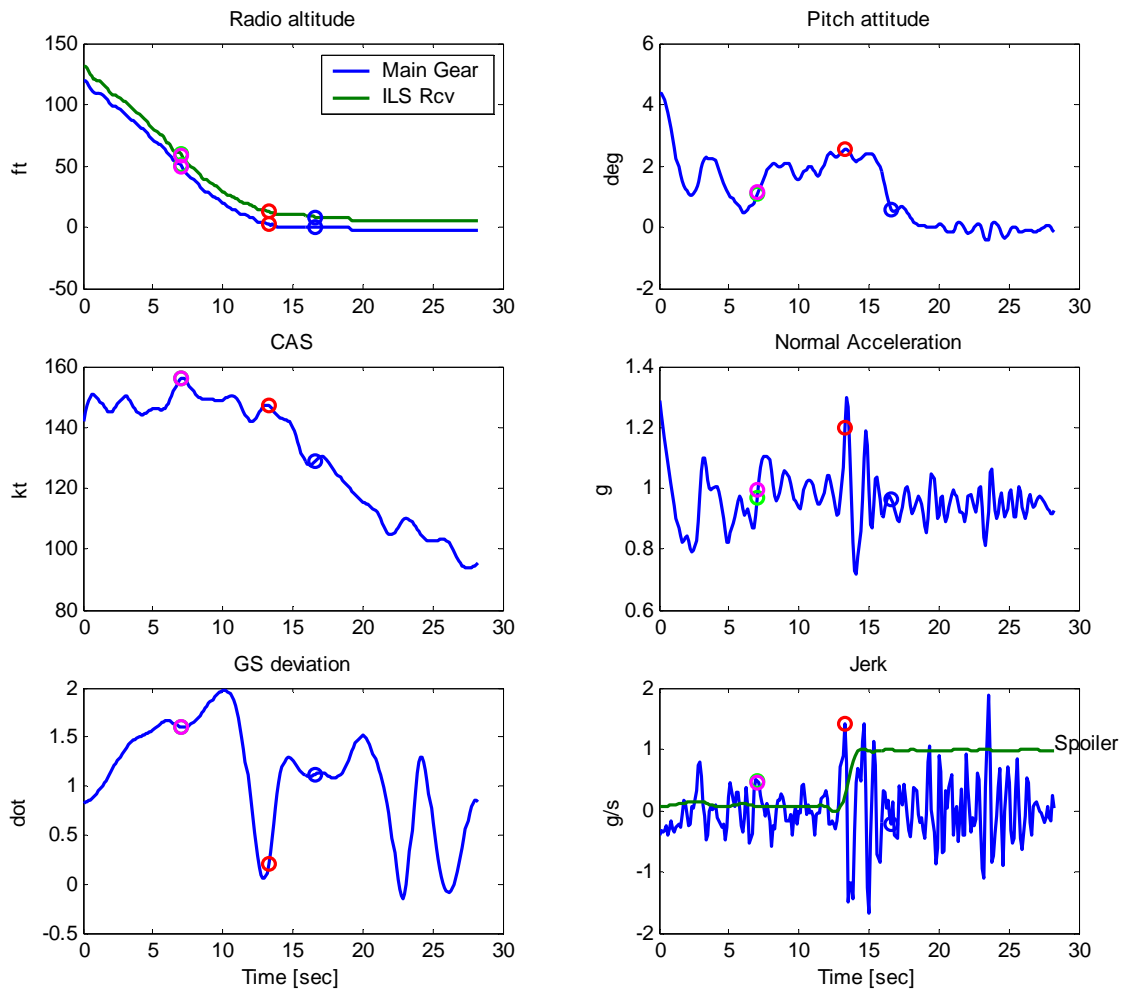 Radio altitude
150
100
50
0
-50
ft
Main Gear
ILS Rcv
0 5 10 15 20 25 30
Pitch attitude
6
4
2
0
-2
deg
0 5 10 15 20 25 30
CAS
160
140
120
100
80
kt
0 5 10 15 20 25 30
Normal Acceleration
1.4
1.2
1
0.8
0.6
g
0 5 10 15 20 25 30
GS deviation
2
1.5
1
0.5
0
-0.5
dot
0 5 10 15 20 25 30
Time [sec]
Jerk
2
1
0
-1
-2
g/s
Spoiler
0 5 10 15 20 25 30
Time [sec]